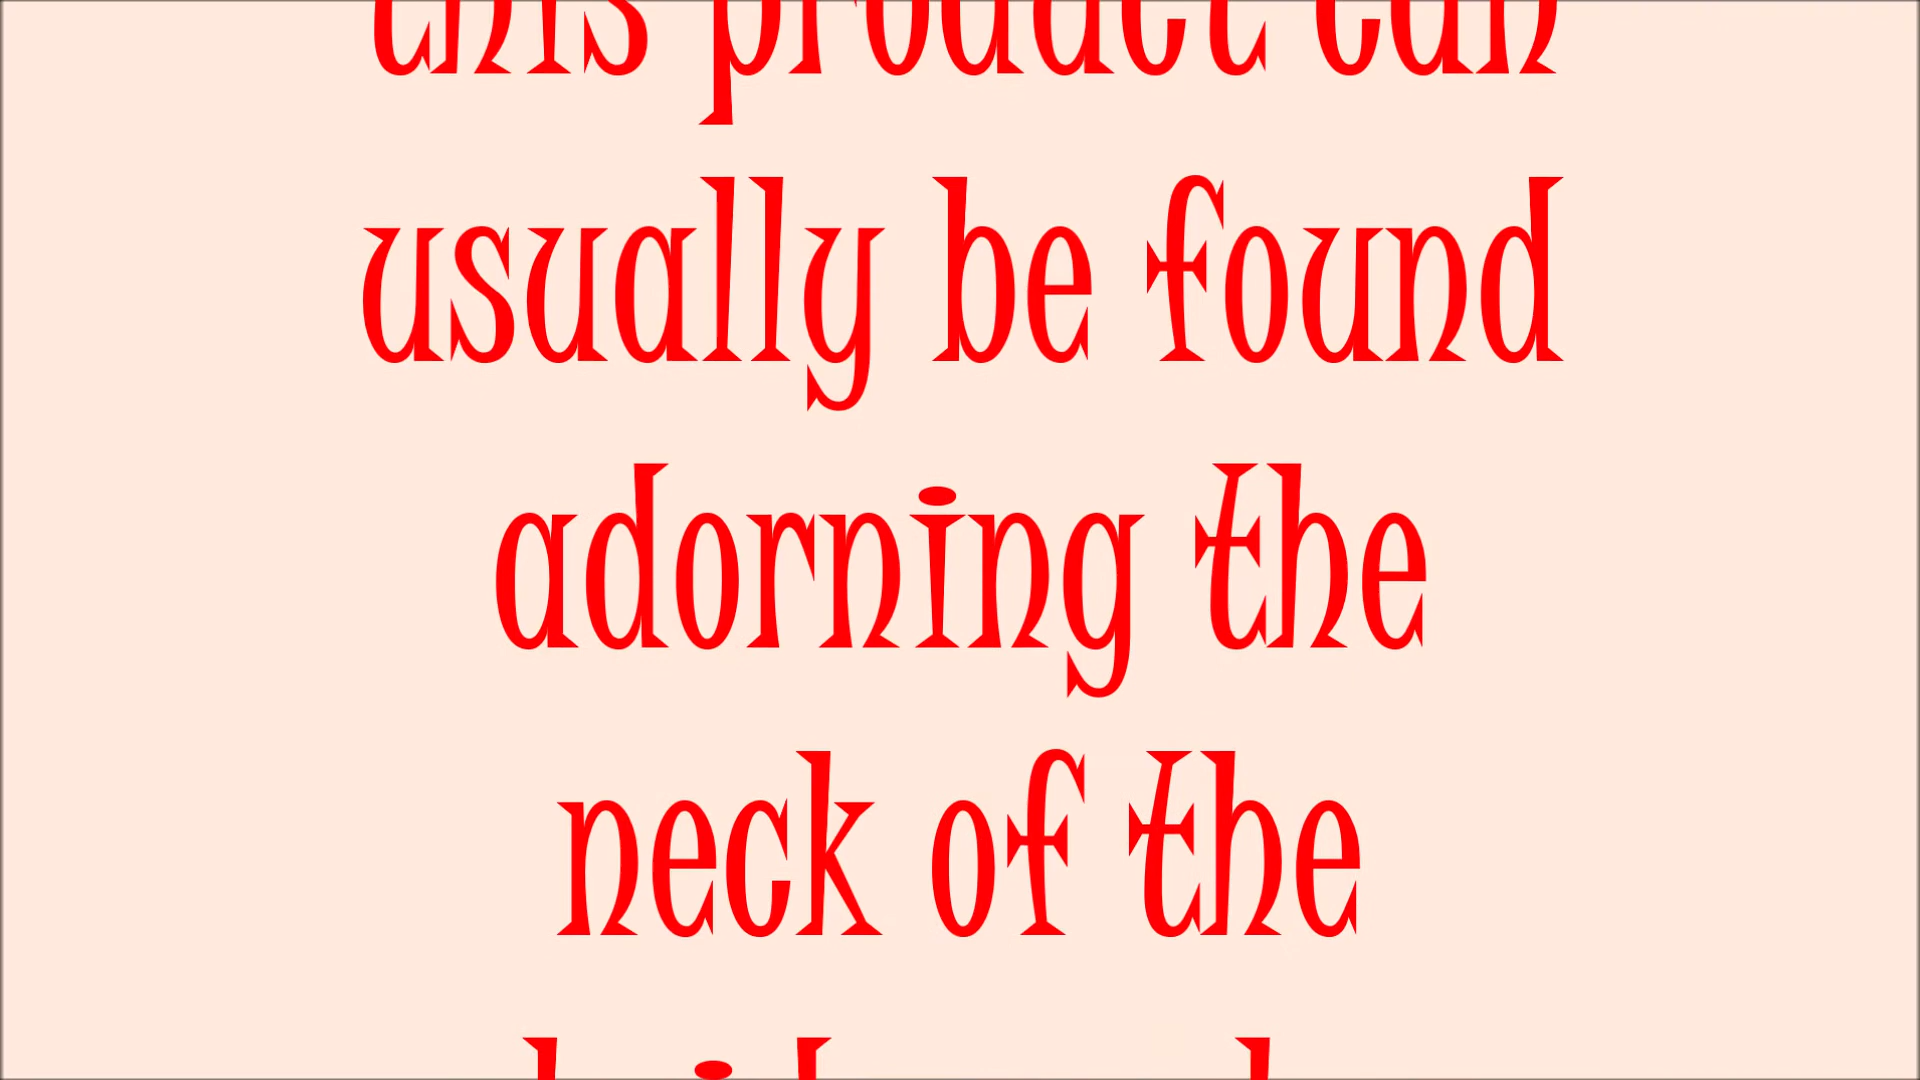 this product can
usually be found
adorning the
neck of the